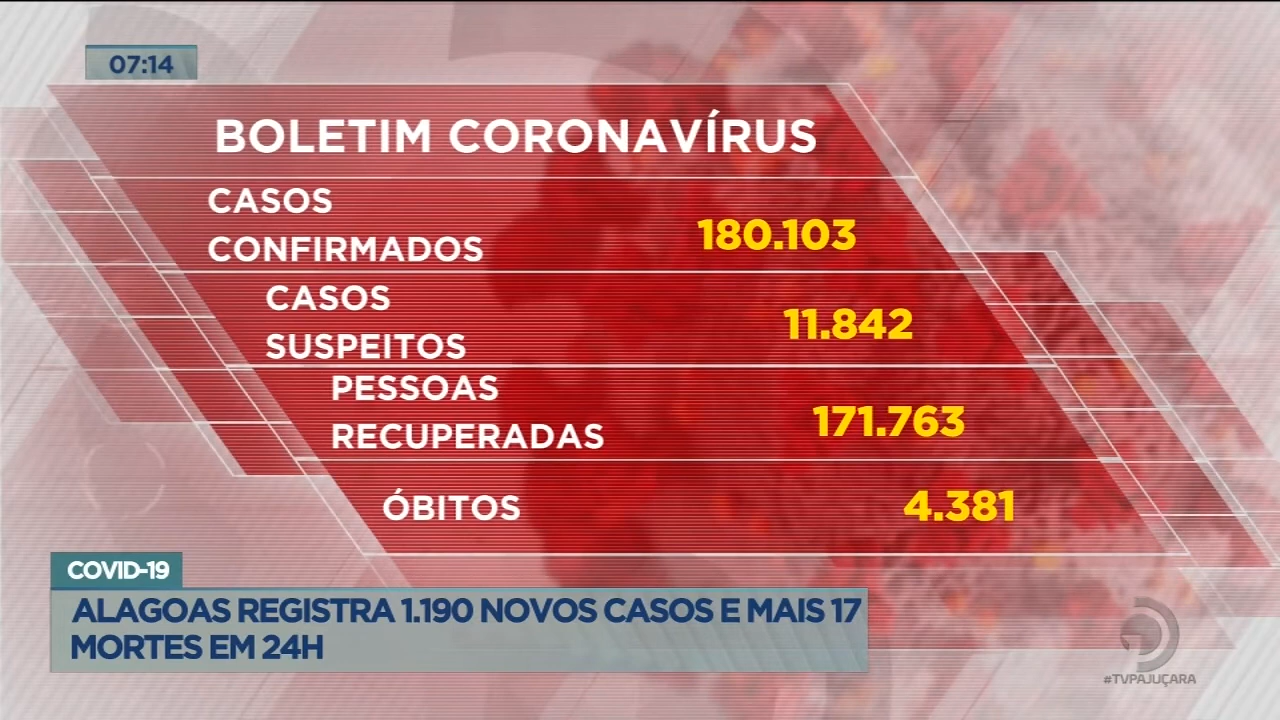 07:14
BOLETIM CORONAVÍRUS
CASOS
CONFIRMADOS
180.103
CASOS
SUSPEITOS
11.842
PESSOAS
RECUPERADAS
171.763
ÓBITOS
4.381
COVID-19
ALAGOAS REGISTRA 1.190 NOVOS CASOS E MAIS 17
MORTES EM 24H
#TVPAJUÇARA